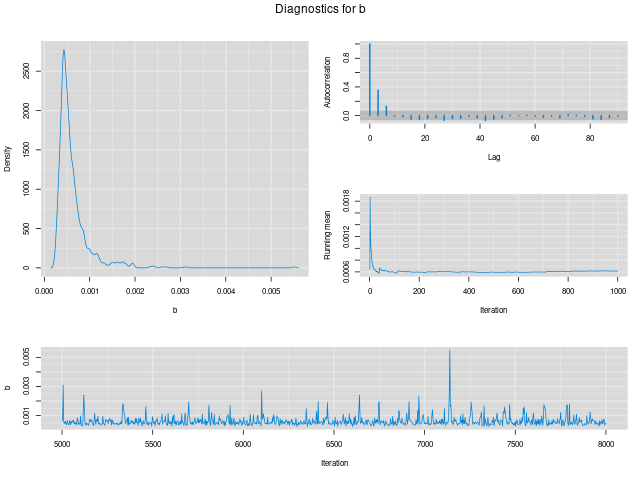 Diagnostics for b
Density
0 500 1000 1500 2000 2500
0.000 0.001 0.002 0.003 0.004 0.005
b
Autocorrelation
0.0 0.4 0.8
0 20 40 60 80
Lag
Running mean
0.0006 0.0012 0.0018
0 200 400 600 800 1000
Iteration
b
0.001 0.003 0.005
5000 5500 6000 6500 7000 7500 8000
Iteration